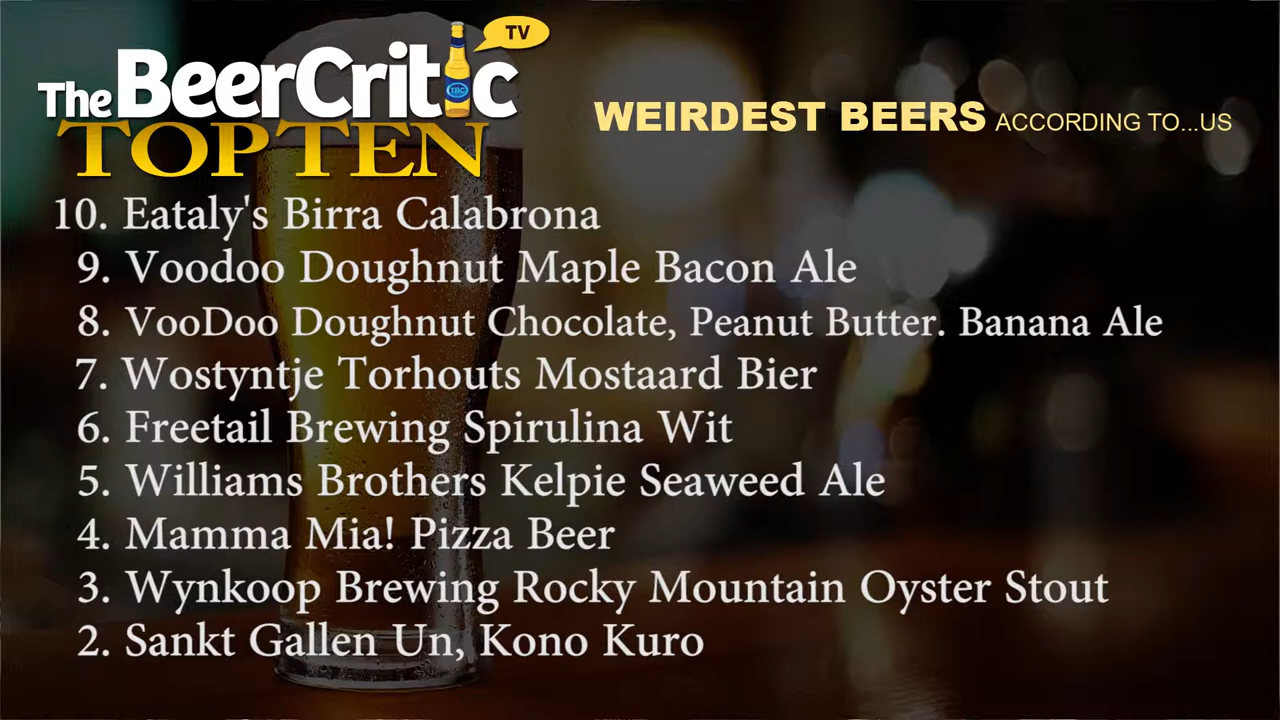 The BeerCritic
TV
TBC
TOP TEN
WEIRDEST BEERS ACCORDING TO...US
10. Eataly's Birra Calabrona
9. Voodoo Doughnut Maple Bacon Ale
8. VooDoo Doughnut Chocolate, Peanut Butter. Banana Ale
7. Wostyntje Torhouts Mostaard Bier
6. Freetail Brewing Spirulina Wit
5. Williams Brothers Kelpie Seaweed Ale
4. Mamma Mia! Pizza Beer
3. Wynkoop Brewing Rocky Mountain Oyster Stout
2. Sankt Gallen Un, Kono Kuro